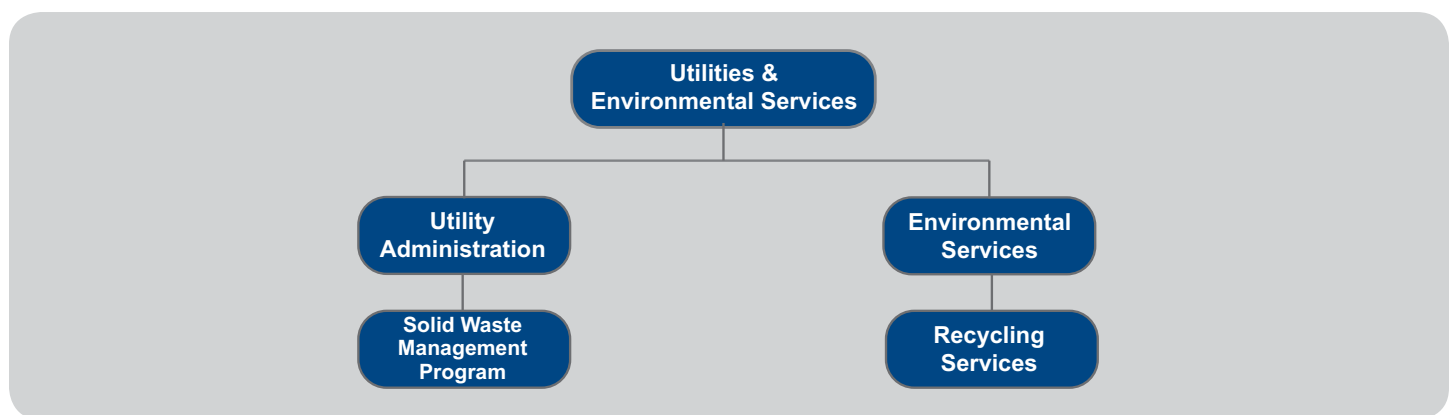 Utilities &
Environmental Services
Utility
Administration
Environmental
Services
Solid Waste
Management
Program
Recycling
Services